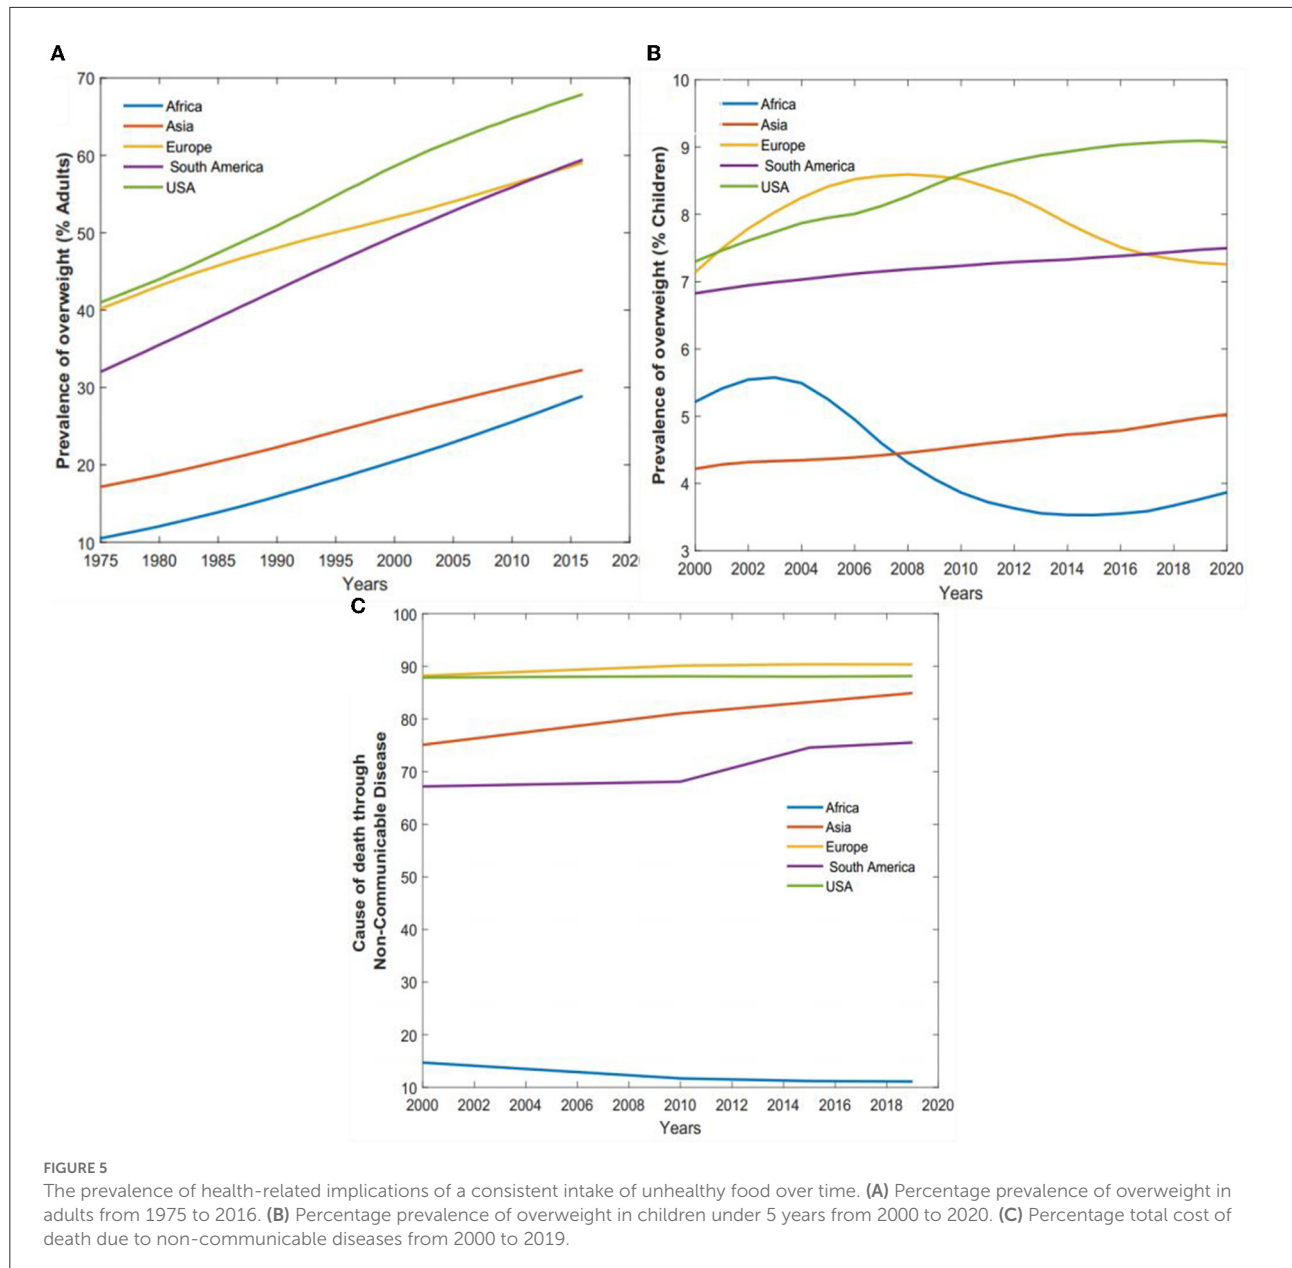 A
70
60
50
40
30
20
10
Prevalence of overweight (% Adults)
Africa
Asia
Europe
South America
USA
1975 1980 1985 1990 1995 2000 2005 2010 2015 202
Years
B
10
9
8
7
6
5
4
3
Prevalence of overweight (% Children)
Africa
Asia
Europe
South America
USA
2000 2002 2004 2006 2008 2010 2012 2014 2016 2018 2020
Years
C
100
90
80
70
60
50
40
30
20
10
Cause of death through
Non-Communicable Disease
Africa
Asia
Europe
South America
USA
2000 2002 2004 2006 2008 2010 2012 2014 2016 2018 2020
Years
FIGURE 5
The prevalence of health-related implications of a consistent intake of unhealthy food over time. (A) Percentage prevalence of overweight in
adults from 1975 to 2016. (B) Percentage prevalence of overweight in children under 5 years from 2000 to 2020. (C) Percentage total cost of
death due to non-communicable diseases from 2000 to 2019.